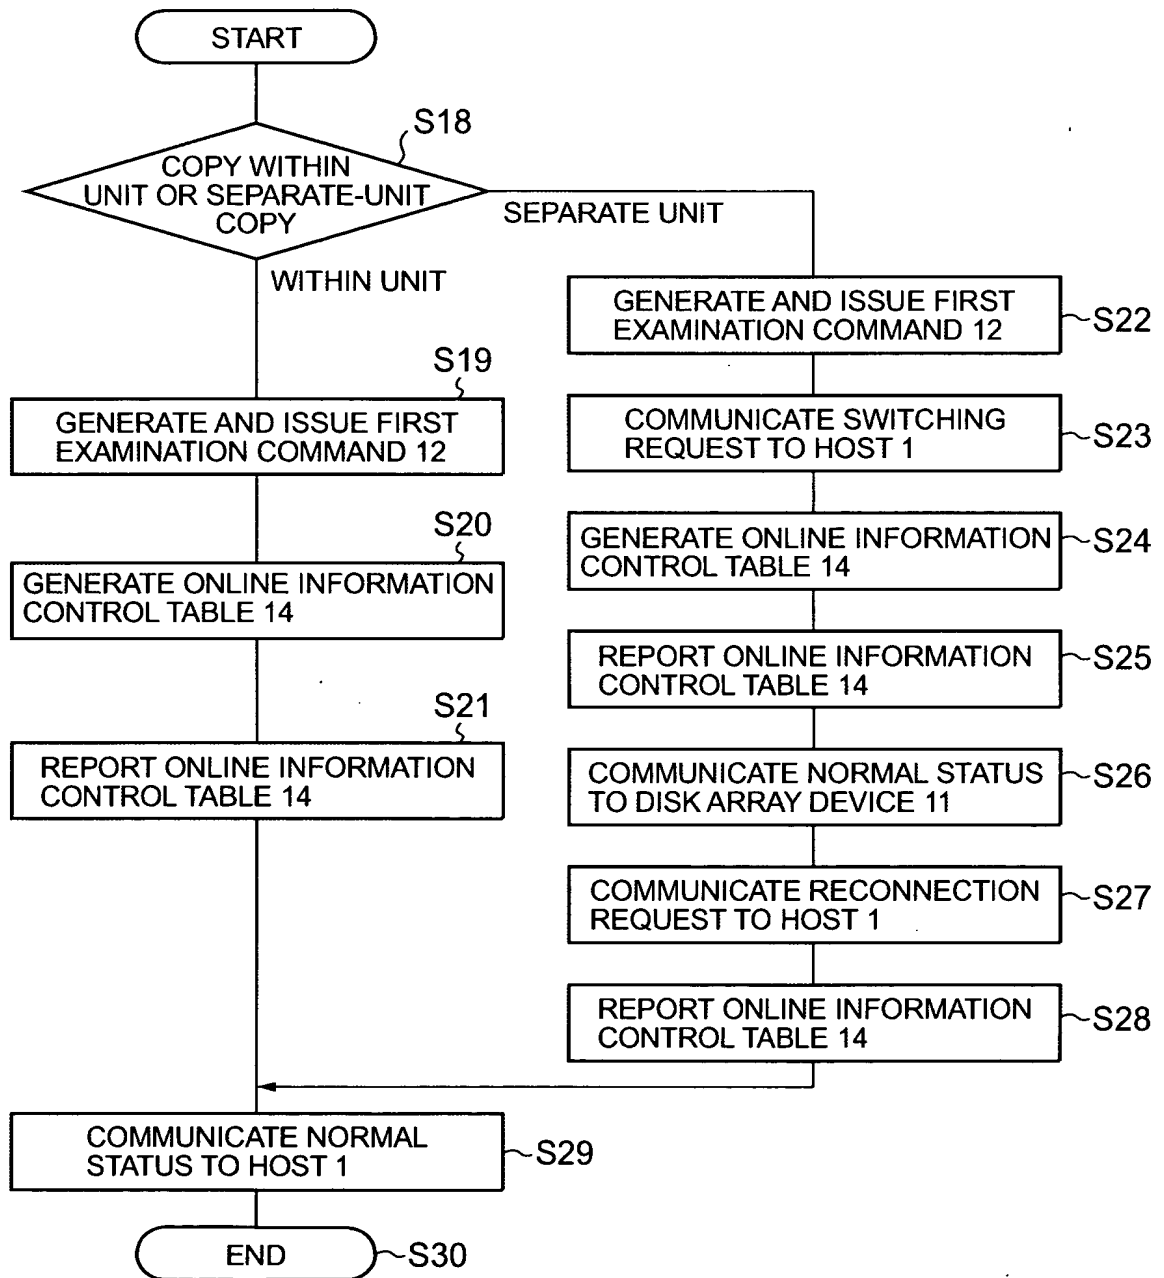 START
S18
COPY WITHIN
UNIT OR SEPARATE-UNIT
COPY
SEPARATE UNIT
WITHIN UNIT
S19
GENERATE AND ISSUE FIRST
EXAMINATION COMMAND 12
S20
GENERATE ONLINE INFORMATION
CONTROL TABLE 14
S21
REPORT ONLINE INFORMATION
CONTROL TABLE 14
GENERATE AND ISSUE FIRST
EXAMINATION COMMAND 12
S22
COMMUNICATE SWITCHING
REQUEST TO HOST 1
S23
GENERATE ONLINE INFORMATION
CONTROL TABLE 14
S24
REPORT ONLINE INFORMATION
CONTROL TABLE 14
S25
COMMUNICATE NORMAL STATUS
TO DISK ARRAY DEVICE 11
S26
COMMUNICATE RECONNECTION
REQUEST TO HOST 1
S27
REPORT ONLINE INFORMATION
CONTROL TABLE 14
S28
COMMUNICATE NORMAL
STATUS TO HOST 1
S29
END
S30